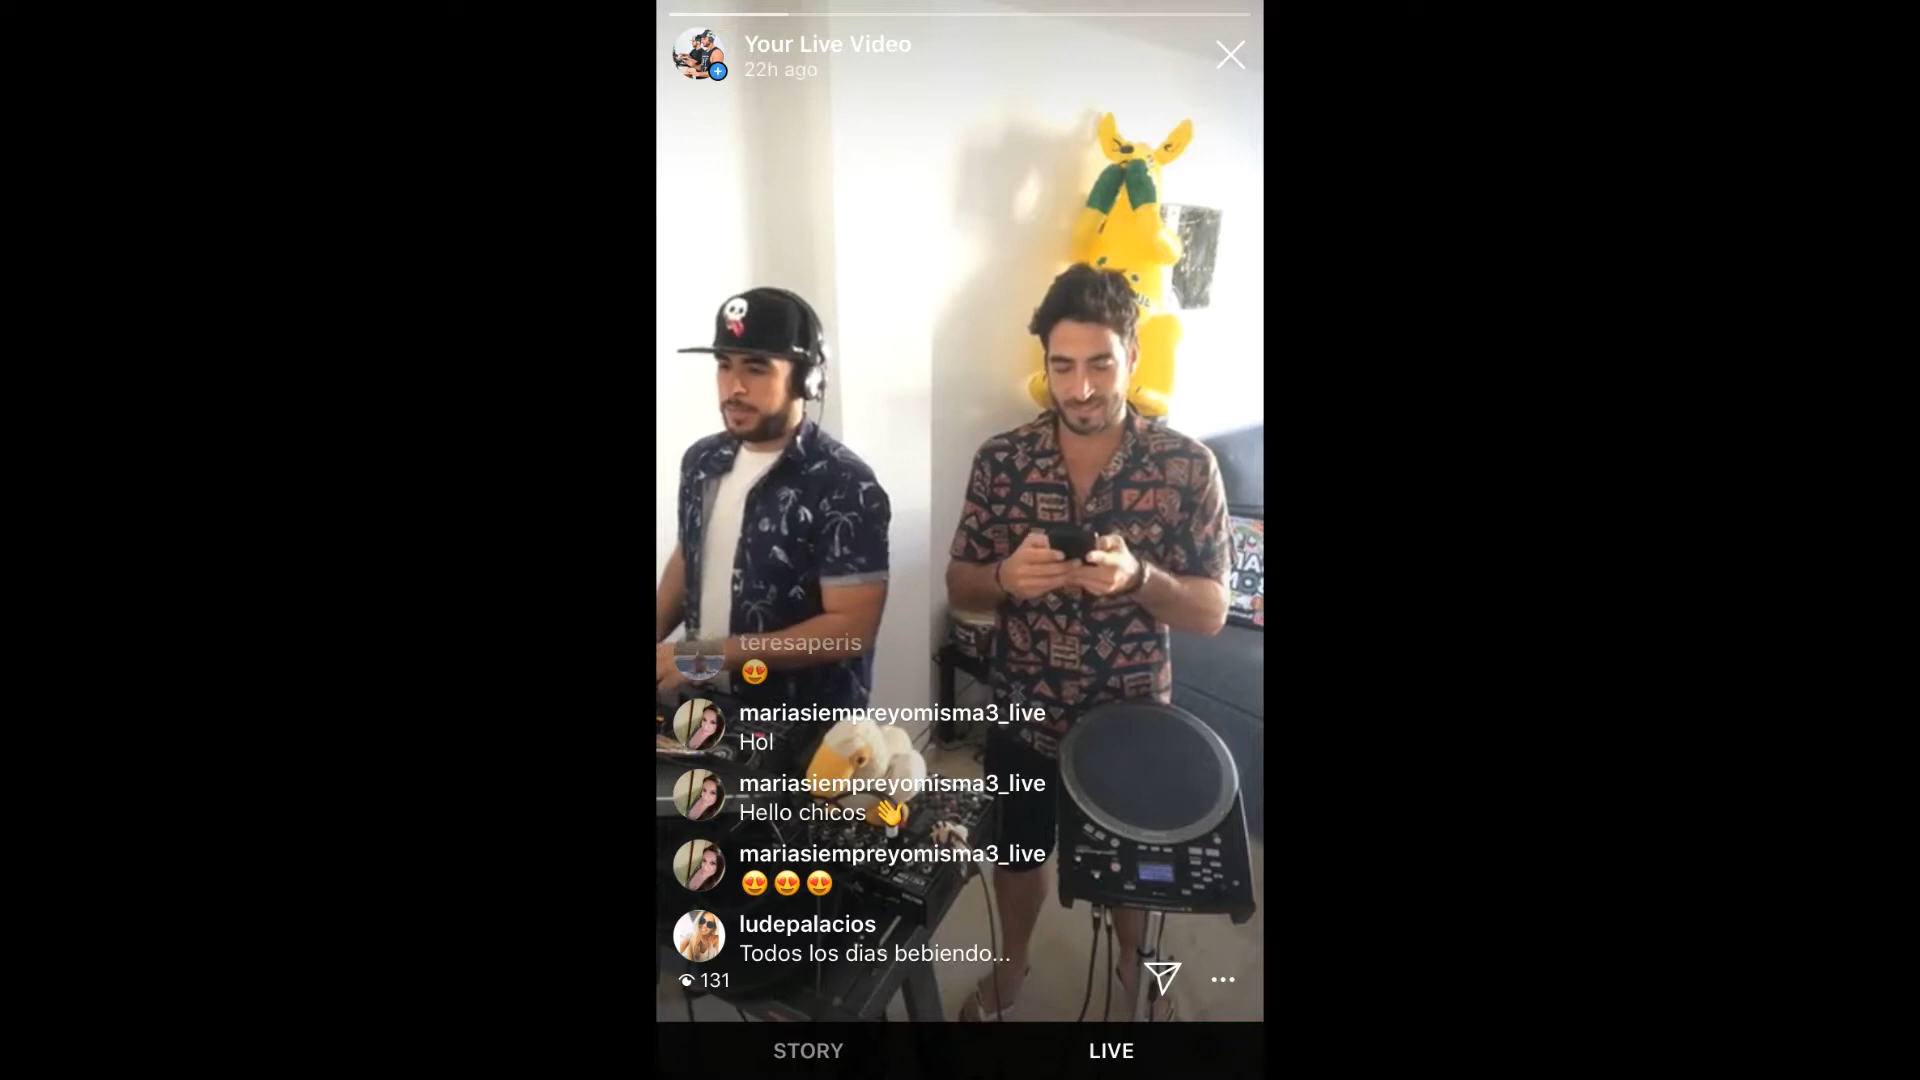 Your Live Video
22h ago
teresaperis
😍
mariasiempreyomisma3_live
Hol
mariasiempreyomisma3_live
Hello chicos 👋
mariasiempreyomisma3_live
😍😍😍
ludepalacios
Todos los dias bebiendo...
131
STORY
LIVE